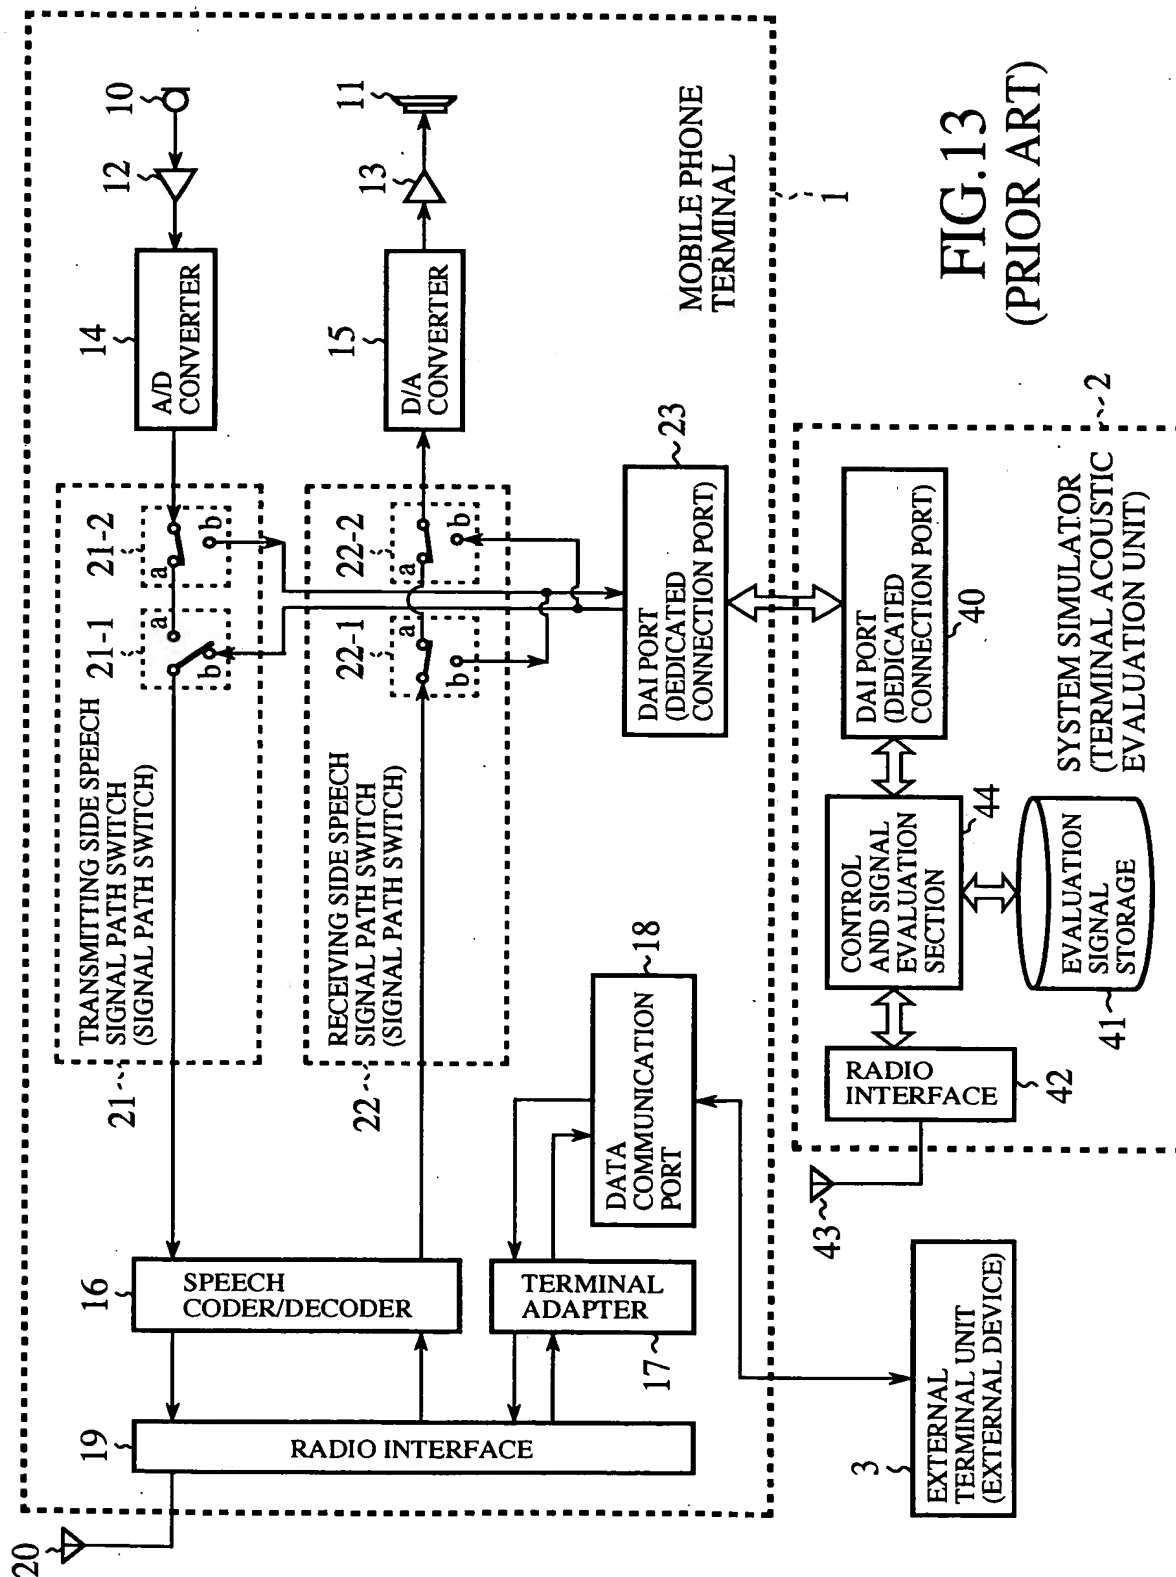 20
19
RADIO INTERFACE
16
SPEECH
CODER/DECODER
17
TERMINAL
ADAPTER
18
DATA
COMMUNICATION
PORT
21
TRANSMITTING SIDE SPEECH
SIGNAL PATH SWITCH
(SIGNAL PATH SWITCH)
21-1
a
b
21-2
a
b
22
RECEIVING SIDE SPEECH
SIGNAL PATH SWITCH
(SIGNAL PATH SWITCH)
22-1
a
b
22-2
a
b
14
A/D
CONVERTER
12
10
15
D/A
CONVERTER
13
11
23
DAI PORT
(DEDICATED
CONNECTION PORT)
MOBILE PHONE
TERMINAL
1
3
EXTERNAL
TERMINAL UNIT
(EXTERNAL DEVICE)
43
RADIO
INTERFACE
42
CONTROL
AND SIGNAL
EVALUATION
SECTION
44
DAI PORT
(DEDICATED
CONNECTION PORT)
40
41
EVALUATION
SIGNAL
STORAGE
SYSTEM SIMULATOR
(TERMINAL ACOUSTIC
EVALUATION UNIT)
2
FIG.13
(PRIOR ART)